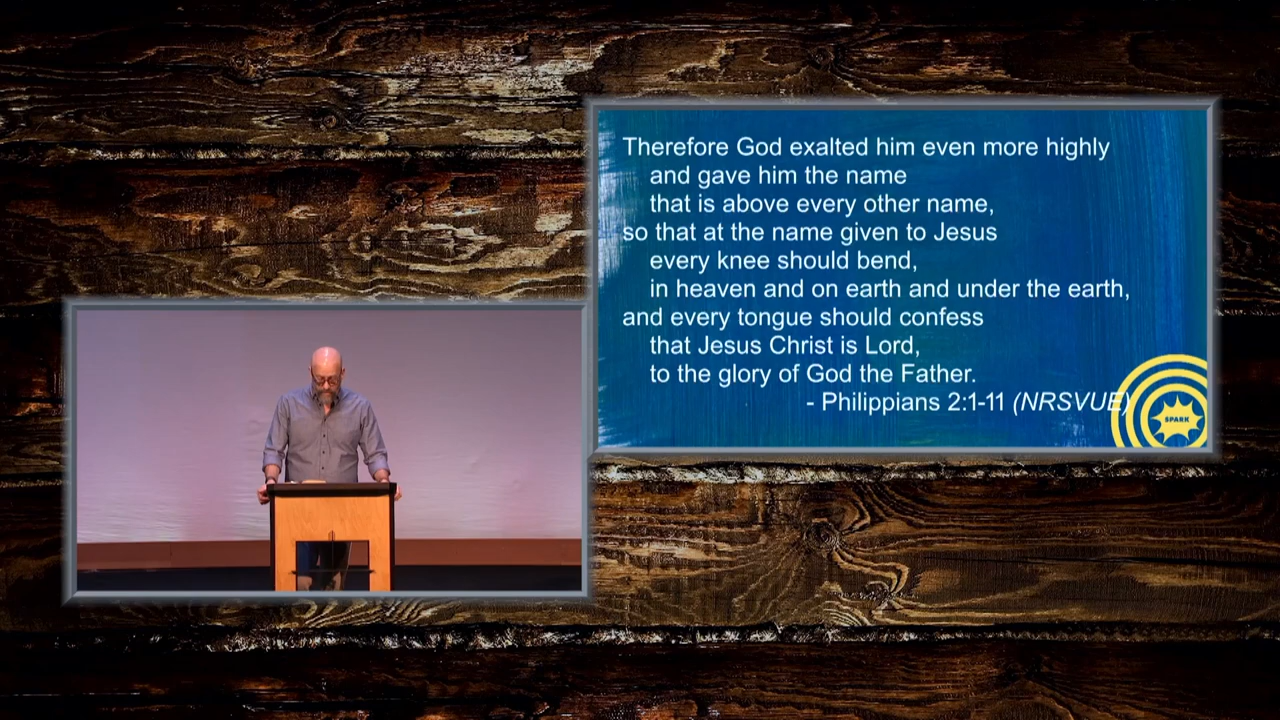 Therefore God exalted him even more highly
and gave him the name
that is above every other name,
so that at the name given to Jesus
every knee should bend,
in heaven and on earth and under the earth,
and every tongue should confess
that Jesus Christ is Lord,
to the glory of God the Father.
- Philippians 2:1-11 (NRSVUE)
SPARK